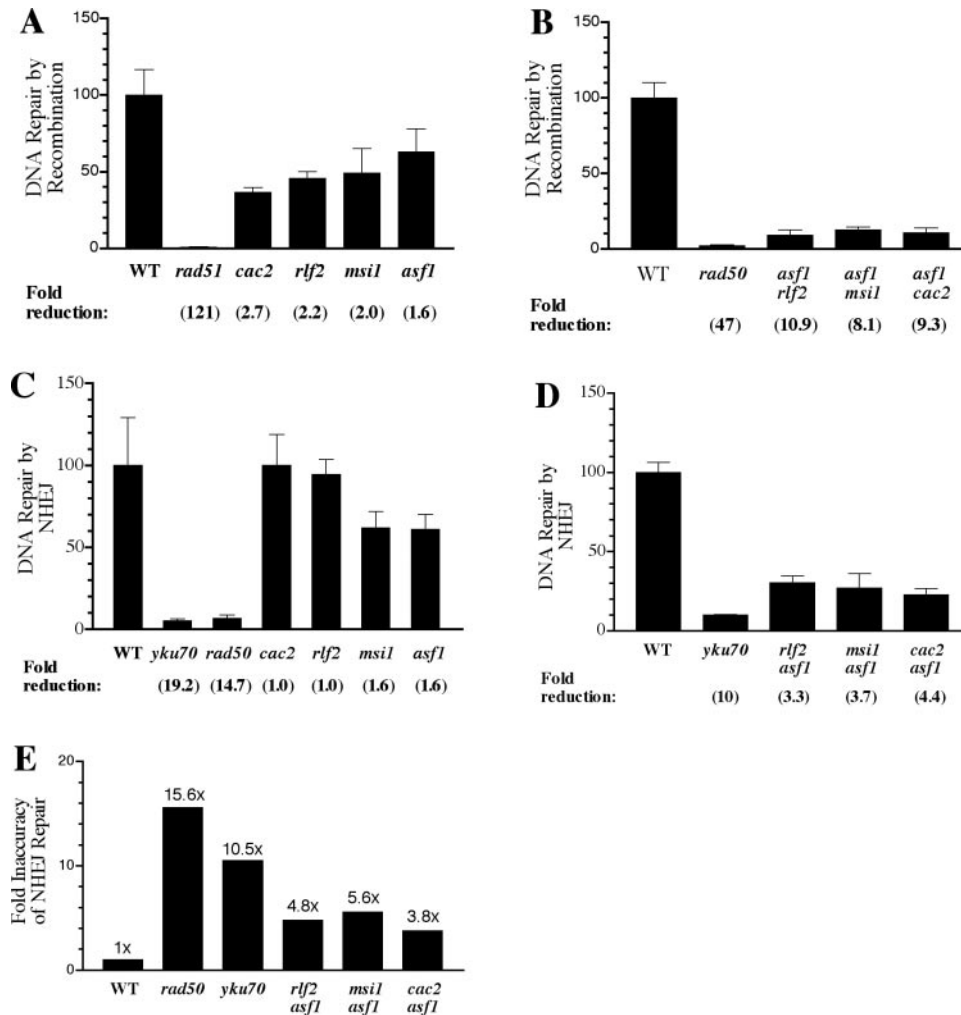 A
DNA Repair by
Recombination
150
100
50
0
WT rad51 cac2 rlf2 msi1 asf1
Fold
reduction: (121) (2.7) (2.2) (2.0) (1.6)
B
DNA Repair by
Recombination
150
100
50
0
WT rad50 asf1 asf1 asf1
rlf2 msi1 cac2
Fold
reduction: (47) (10.9) (8.1) (9.3)
C
DNA Repair by
NHEJ
150
100
50
0
WT yku70 rad50 cac2 rlf2 msi1 asf1
Fold
reduction: (19.2) (14.7) (1.0) (1.0) (1.6) (1.6)
D
DNA Repair by
NHEJ
150
100
50
0
WT yku70 rlf2 msi1 cac2
asf1 asf1 asf1
Fold
reduction: (10) (3.3) (3.7) (4.4)
E
Fold Inaccuracy
of NHEJ Repair
20
10
0
1x 15.6x 10.5x 4.8x 5.6x 3.8x
WT rad50 yku70 rlf2 msi1 cac2
asf1 asf1 asf1